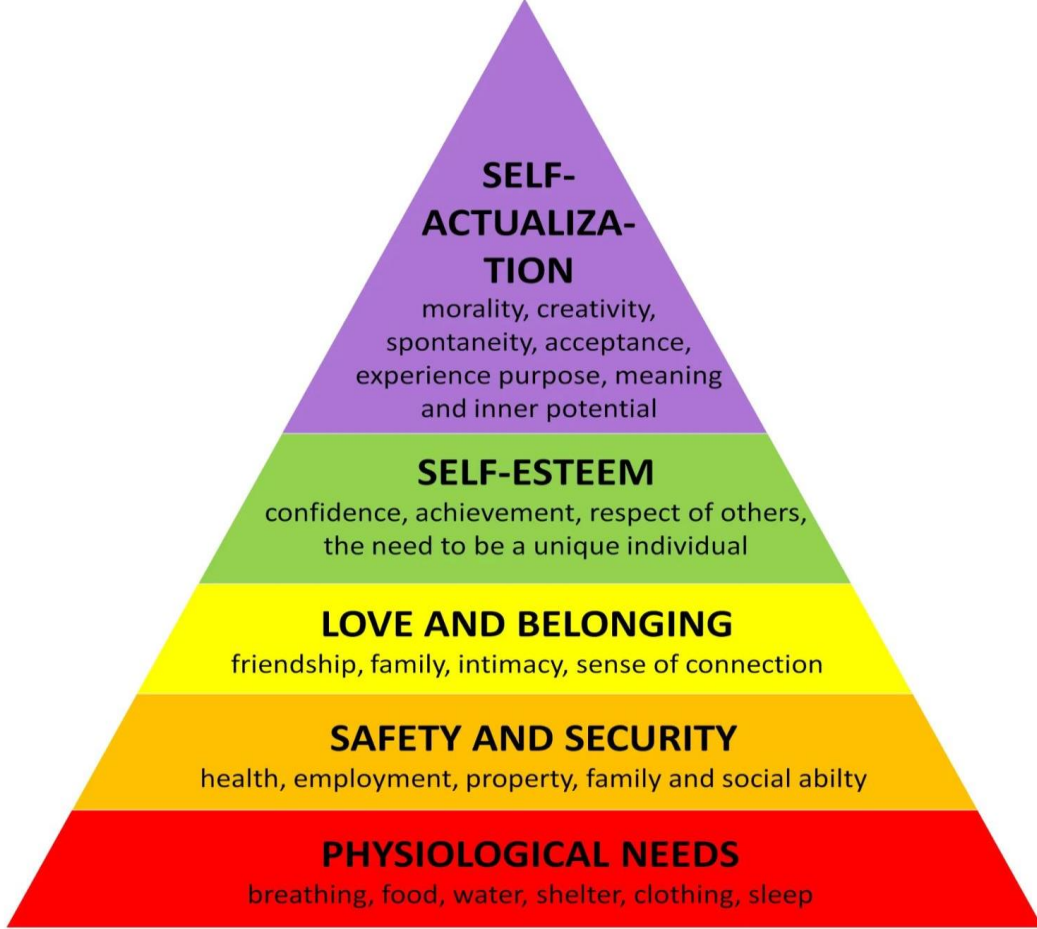 SELF-
ACTUALIZA-
TION
morality, creativity,
spontaneity, acceptance,
experience purpose, meaning
and inner potential
SELF-ESTEEM
confidence, achievement, respect of others,
the need to be a unique individual
LOVE AND BELONGING
friendship, family, intimacy, sense of connection
SAFETY AND SECURITY
health, employment, property, family and social abilty
PHYSIOLOGICAL NEEDS
breathing, food, water, shelter, clothing, sleep